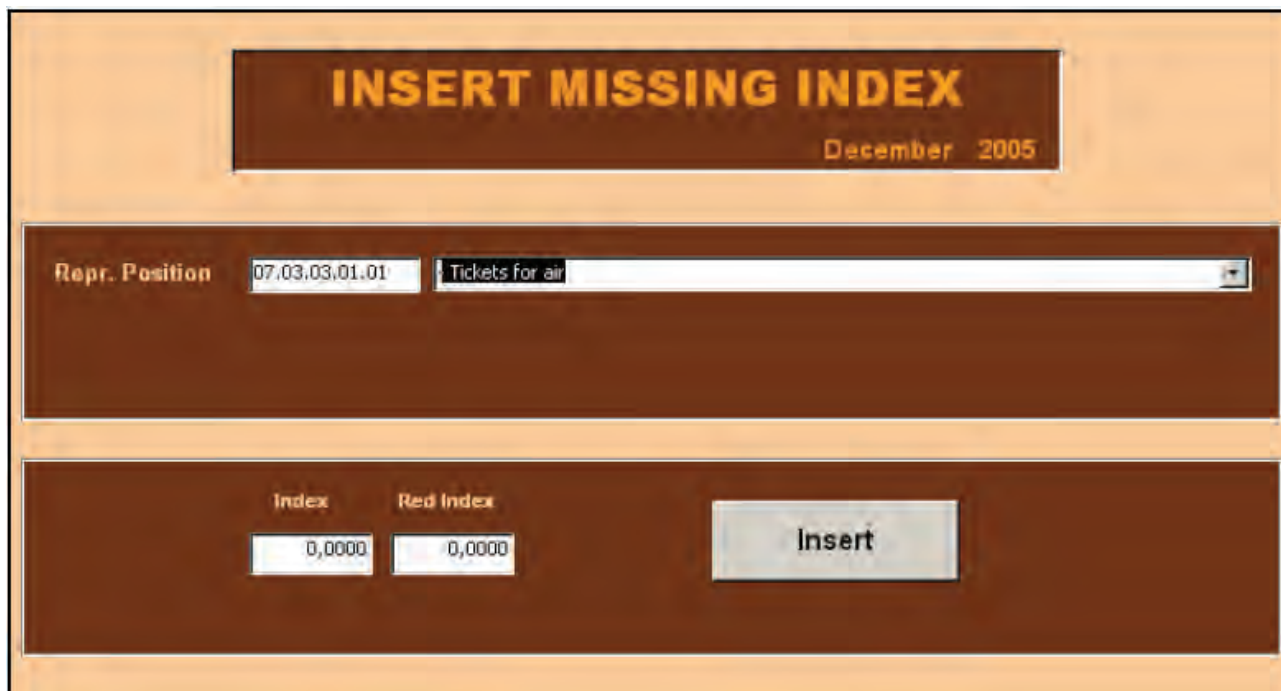 INSERT MISSING INDEX
December 2005
Repr. Position 07.03.03.01.01 Tickets for air
Index Red Index
0,0000 0,0000
Insert